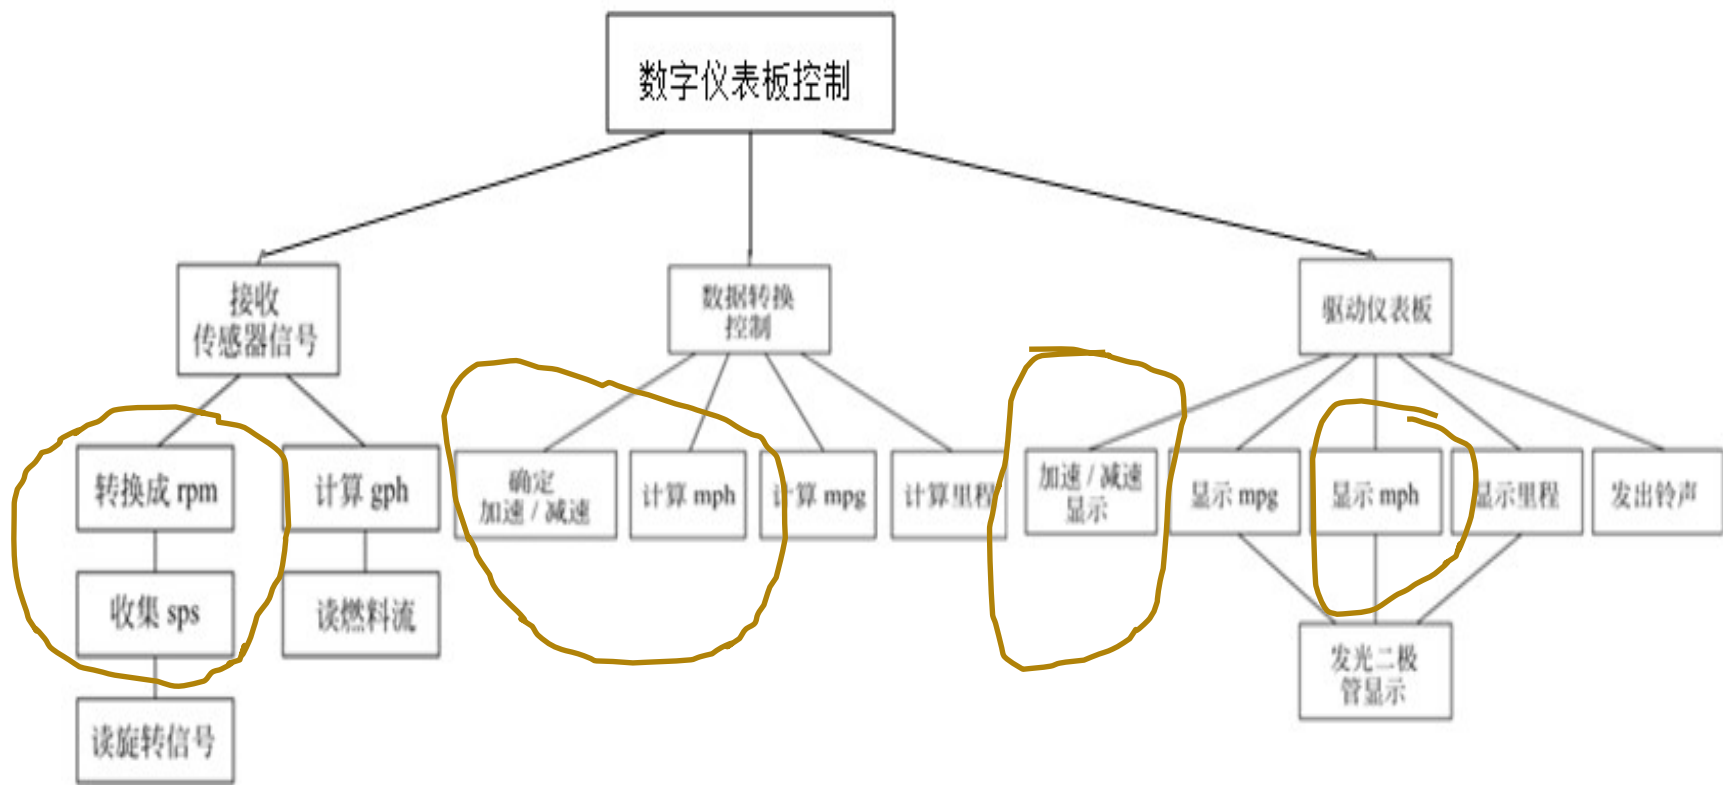 数字仪表板控制
接收
传感器信号
数据转换
控制
驱动仪表板
转换成 rpm
计算 gph
确定
加速 / 减速
计算 mph
计算 mpg
计算里程
加速 / 减速
显示
显示 mpg
显示 mph
显示里程
发出铃声
收集 sps
读燃料流
发光二极
管显示
读旋转信号